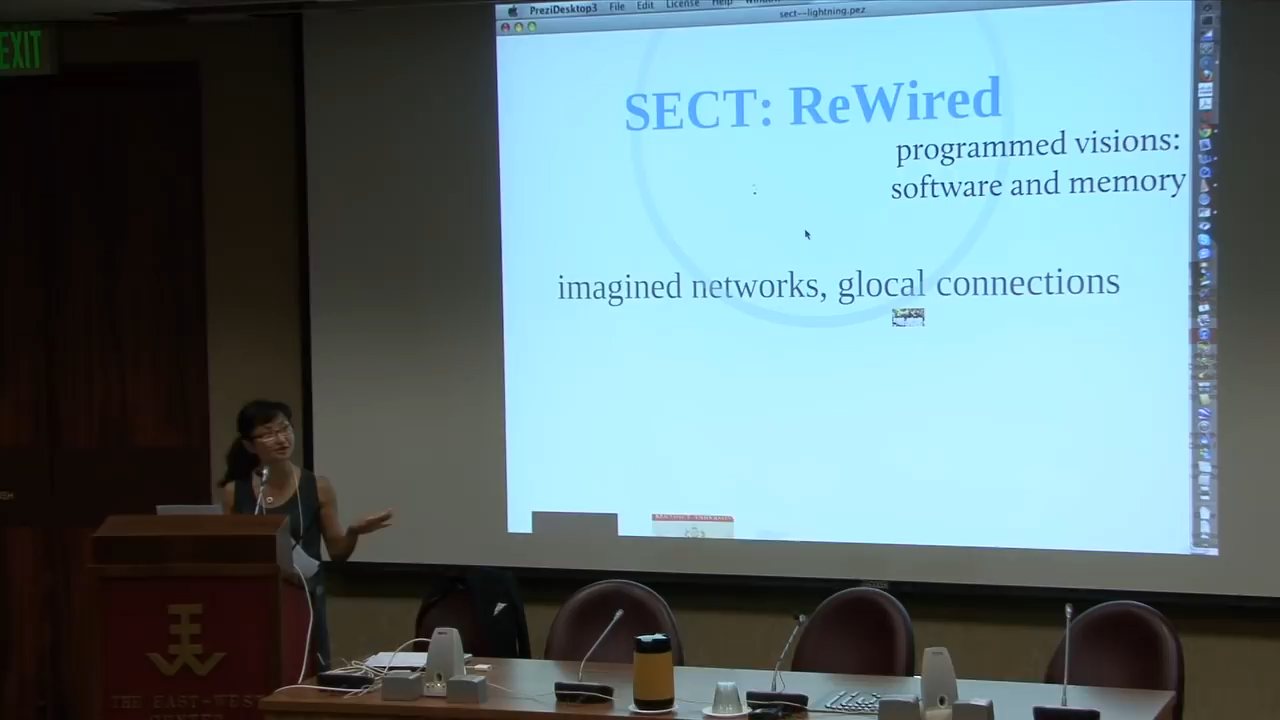 EXIT
PreziDesktop3 File Edit License Help
sect--lightning.pez
SECT: ReWired
programmed visions:
software and memory
imagined networks, glocal connections
THE EAST-WEST